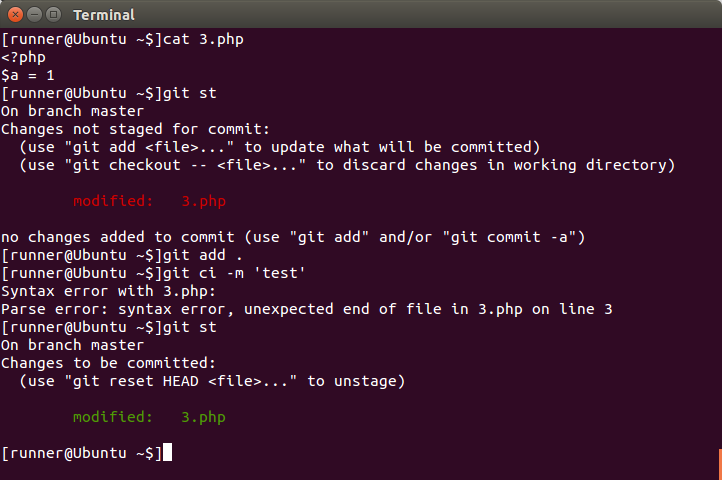 Terminal
[runner@Ubuntu ~$]cat 3.php
<?php
$a = 1
[runner@Ubuntu ~$]git st
On branch master
Changes not staged for commit:
  (use "git add <file>..." to update what will be committed)
  (use "git checkout -- <file>..." to discard changes in working directory)
        modified:   3.php
no changes added to commit (use "git add" and/or "git commit -a")
[runner@Ubuntu ~$]git add .
[runner@Ubuntu ~$]git ci -m 'test'
Syntax error with 3.php:
Parse error: syntax error, unexpected end of file in 3.php on line 3
[runner@Ubuntu ~$]git st
On branch master
Changes to be committed:
  (use "git reset HEAD <file>..." to unstage)
        modified:   3.php
[runner@Ubuntu ~$]